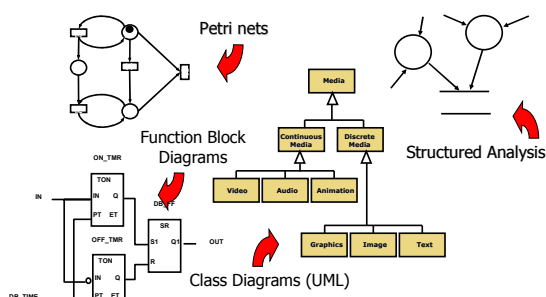 Petri nets
Media
Continuous
Media
Discrete
Media
Structured Analysis
Function Block
Diagrams
Video
Audio
Animation
ON_TMR
TON
IN
IN Q
PT ET
SR
S1 Q1
R
OUT
OFF_TMR
TON
IN Q
PT ET
Graphics
Image
Text
Class Diagrams (UML)
DB_TIME